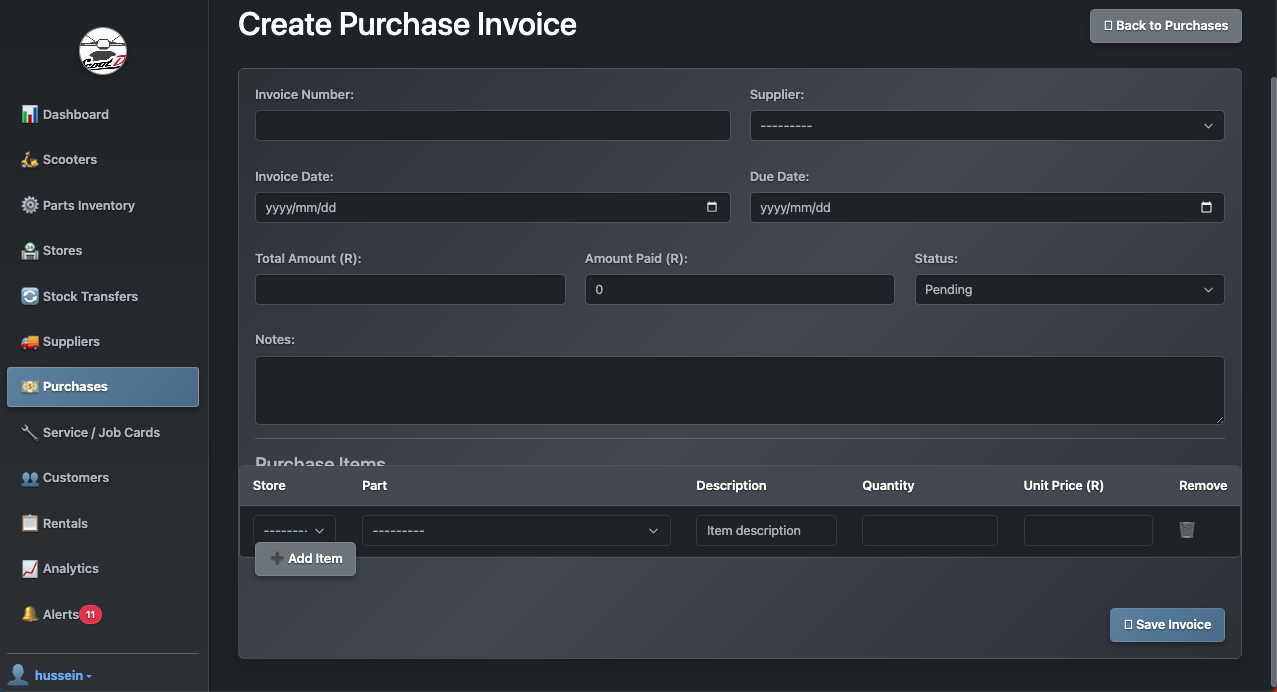 Create Purchase Invoice
Back to Purchases
Cool D
Dashboard
Scooters
Parts Inventory
Stores
Stock Transfers
Suppliers
Purchases
Service / Job Cards
Customers
Rentals
Analytics
Alerts 11
hussein
Invoice Number:
Supplier:
---------
Invoice Date:
Due Date:
yyyy/mm/dd
yyyy/mm/dd
Total Amount (R):
Amount Paid (R):
Status:
0
Pending
Notes:
Purchase Items
Store
Part
Description
Quantity
Unit Price (R)
Remove
--------
---------
Item description
Add Item
Save Invoice